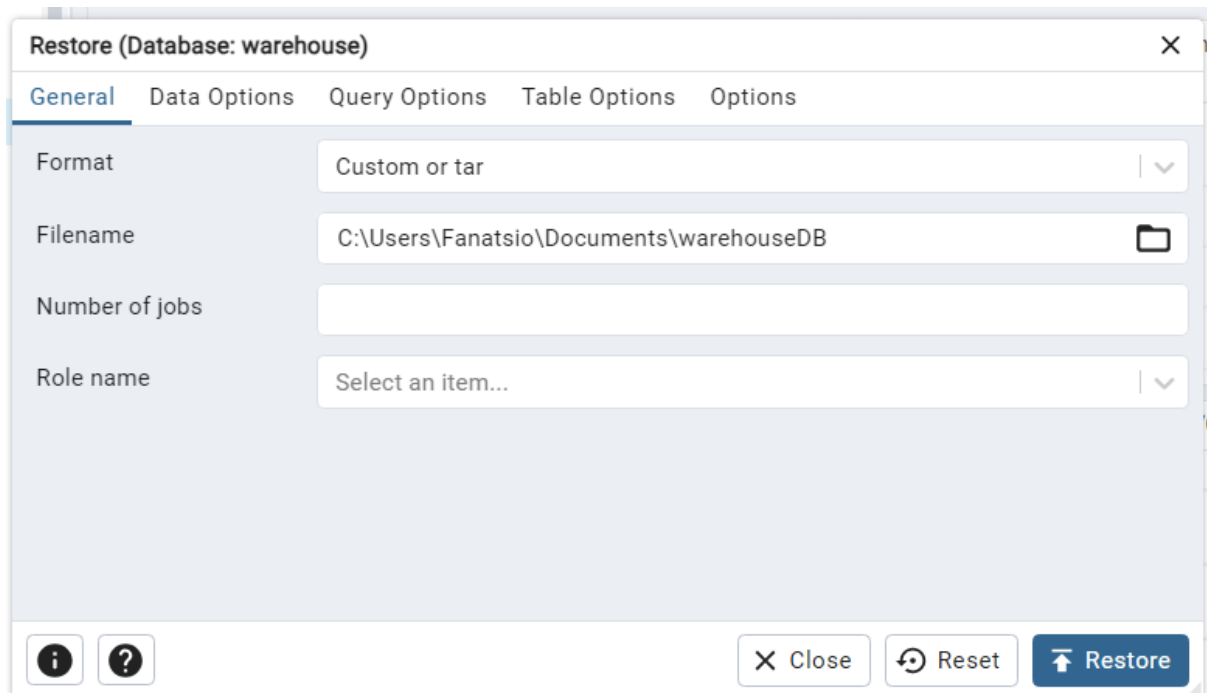 Restore (Database: warehouse)
General Data Options Query Options Table Options Options
Format Custom or tar
Filename C:\Users\Fanatsio\Documents\warehouseDB
Number of jobs
Role name Select an item...
Close Reset Restore